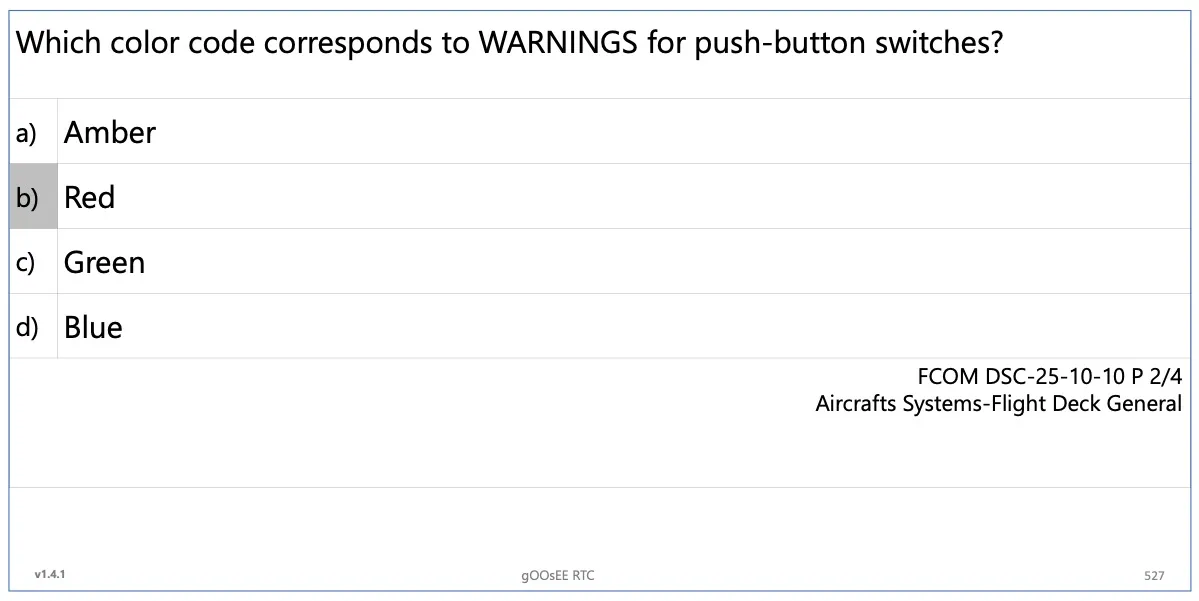 Which color code corresponds to WARNINGS for push-button switches?
a) Amber
b) Red
c) Green
d) Blue
FCOM DSC-25-10-10 P 2/4
Aircrafts Systems-Flight Deck General
v1.4.1 gOOsEE RTC 527